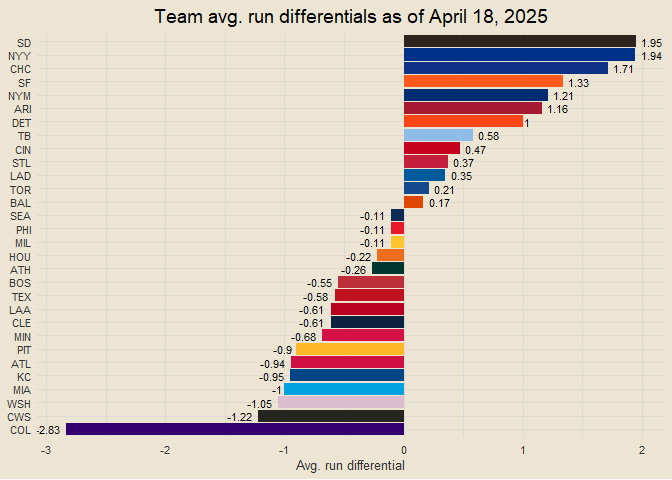 Team avg. run differentials as of April 18, 2025
SD 1.95
NYY 1.94
CHC 1.71
SF 1.33
NYM 1.21
ARI 1.16
DET 1
TB 0.58
CIN 0.47
STL 0.37
LAD 0.35
TOR 0.21
BAL 0.17
SEA -0.11
PHI -0.11
MIL -0.11
HOU -0.22
ATH -0.26
BOS -0.55
TEX -0.58
LAA -0.61
CLE -0.61
MIN -0.68
PIT -0.9
ATL -0.94
KC -0.95
MIA -1
WSH -1.05
CWS -1.22
COL -2.83
-3 -2 -1 0 1 2
Avg. run differential